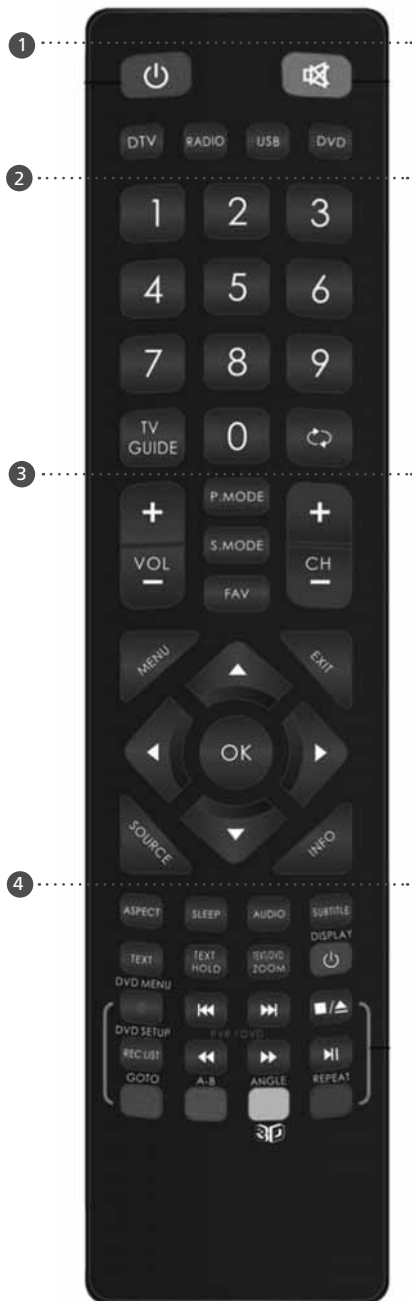 1
DTV RADIO USB DVD
2
1 2 3
4 5 6
7 8 9
TV GUIDE 0
3
+ P.MODE +
VOL S.MODE CH
- FAV -
MENU EXIT
OK
SOURCE INFO
4
ASPECT SLEEP AUDIO SUBTITLE
DISPLAY
TEXT TEXT HOLD TEXT/DVD ZOOM
DVD MENU
DVD SETUP PVR / DVD
REC LIST
GOTO A-B ANGLE REPEAT
3D